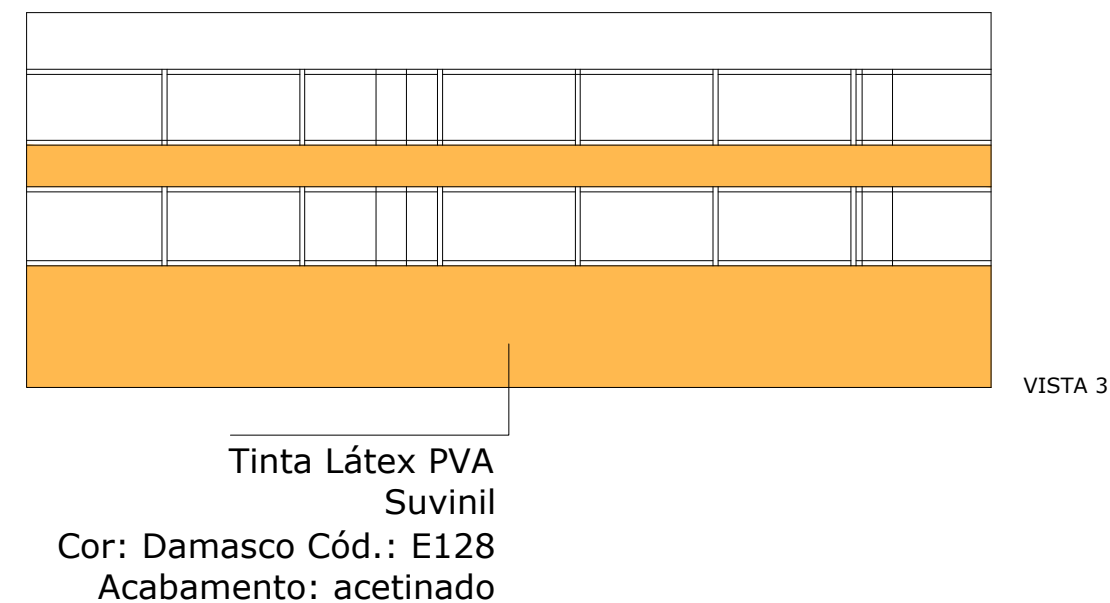 VISTA 3
Tinta Látex PVA
Suvinil
Cor: Damasco Cód.: E128
Acabamento: acetinado